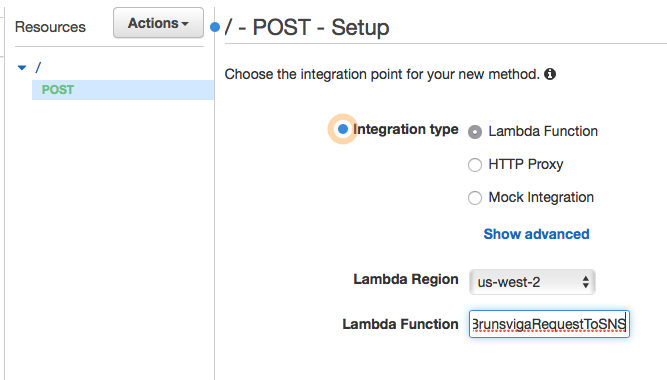 Resources
Actions
/ - POST - Setup
/
POST
Choose the integration point for your new method.
Integration type
Lambda Function
HTTP Proxy
Mock Integration
Show advanced
Lambda Region
us-west-2
Lambda Function
BrunsvigaRequestToSNS